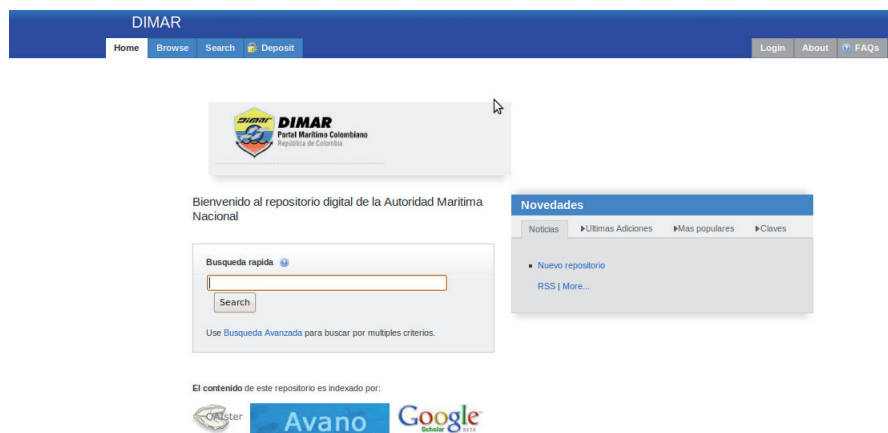 DIMAR
Home Browse Search Deposit Login About FAQs
Dimar
DIMAR
Portal Marítimo Colombiano
República de Colombia
Bienvenido al repositorio digital de la Autoridad Maritima
Nacional
Busqueda rapida
Search
Use Busqueda Avanzada para buscar por multiples criterios.
Novedades
Noticias Ultimas Adiciones Mas populares Claves
Nuevo repositorio
RSS | More...
El contenido de este repositorio es indexado por:
OAIster Avano Google
Scholar BETA